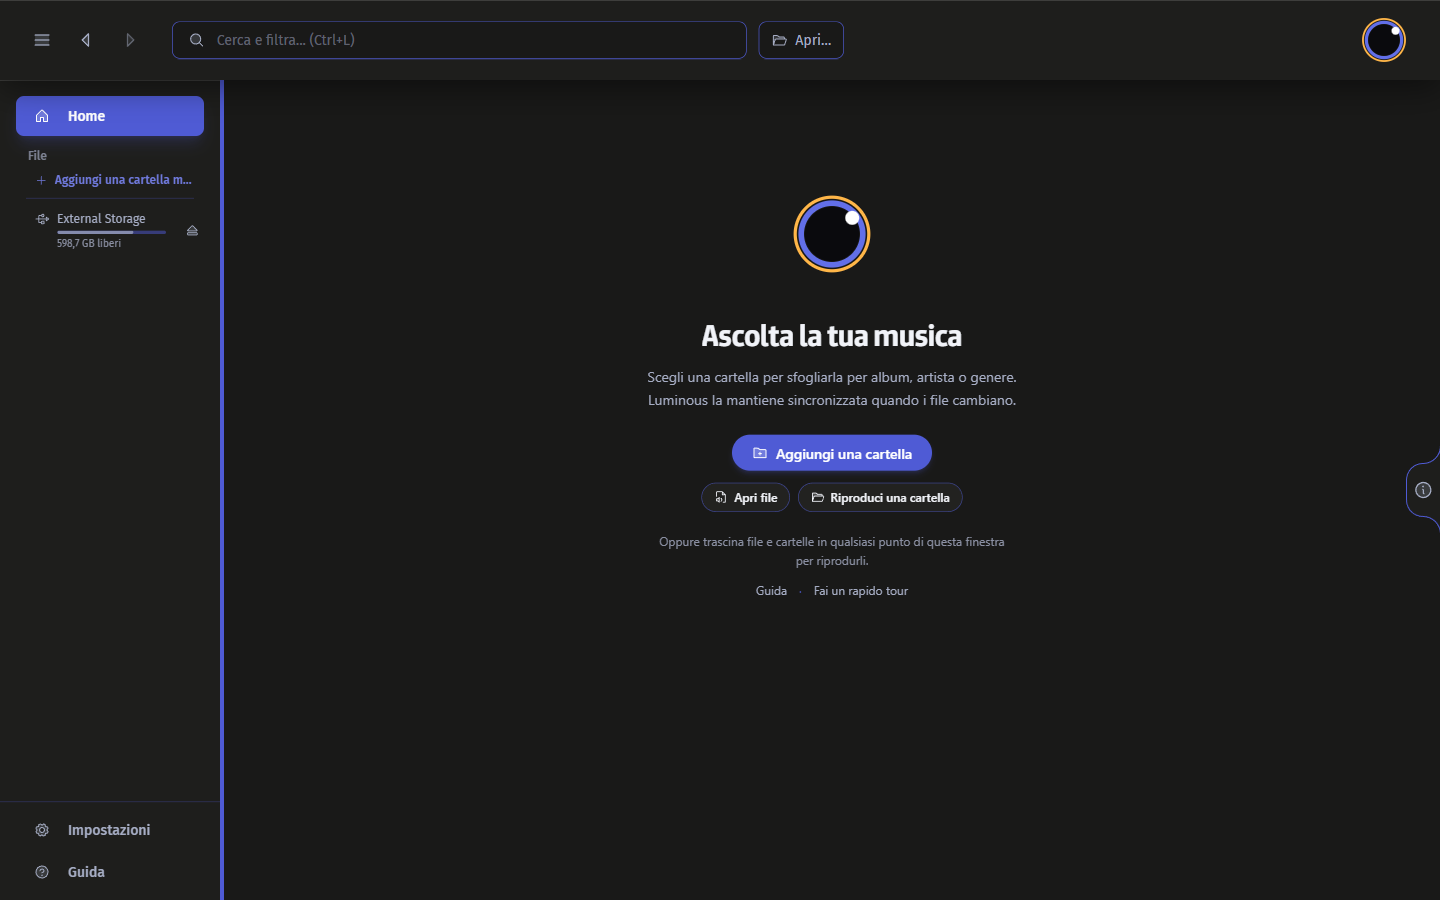 Cerca e filtra... (Ctrl+L)
Apri...
Home
File
Aggiungi una cartella m...
External Storage
598,7 GB liberi
Ascolta la tua musica
Scegli una cartella per sfogliarla per album, artista o genere.
Luminous la mantiene sincronizzata quando i file cambiano.
Aggiungi una cartella
Apri file
Riproduci una cartella
Oppure trascina file e cartelle in qualsiasi punto di questa finestra
per riprodurli.
Guida · Fai un rapido tour
Impostazioni
Guida